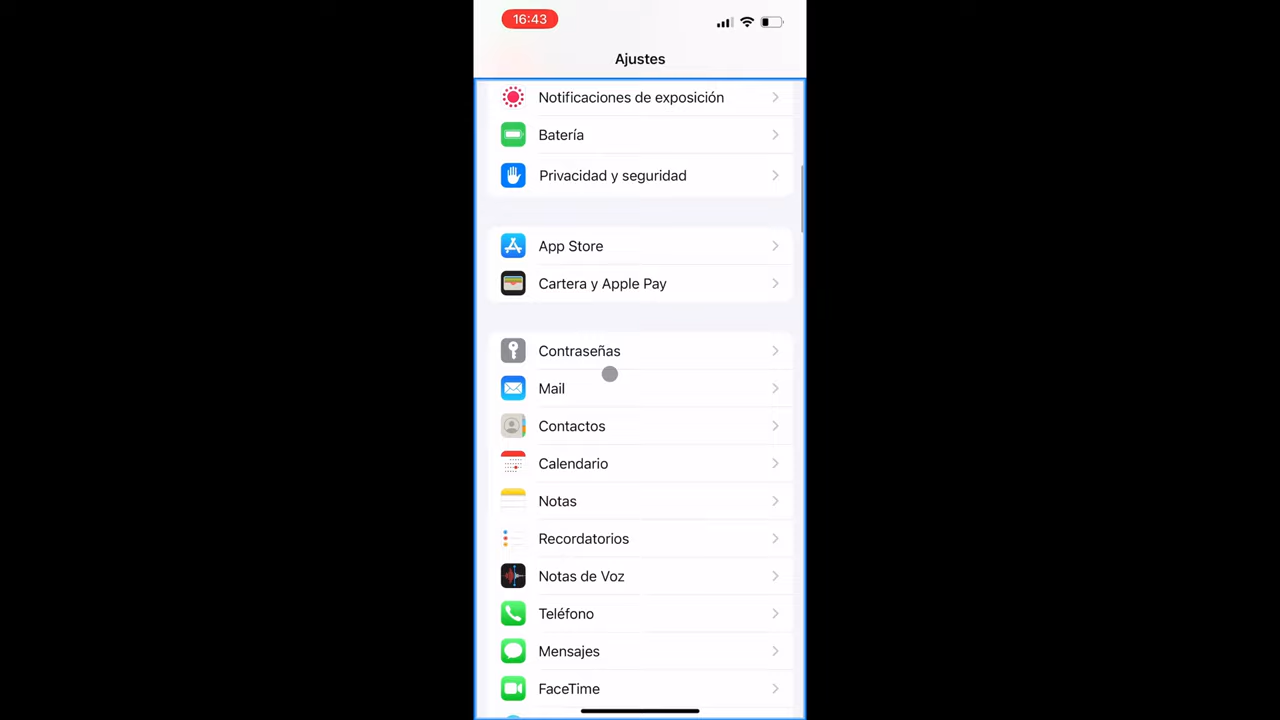 16:43
Ajustes
Notificaciones de exposición
Batería
Privacidad y seguridad
App Store
Cartera y Apple Pay
Contraseñas
Mail
Contactos
Calendario
Notas
Recordatorios
Notas de Voz
Teléfono
Mensajes
FaceTime